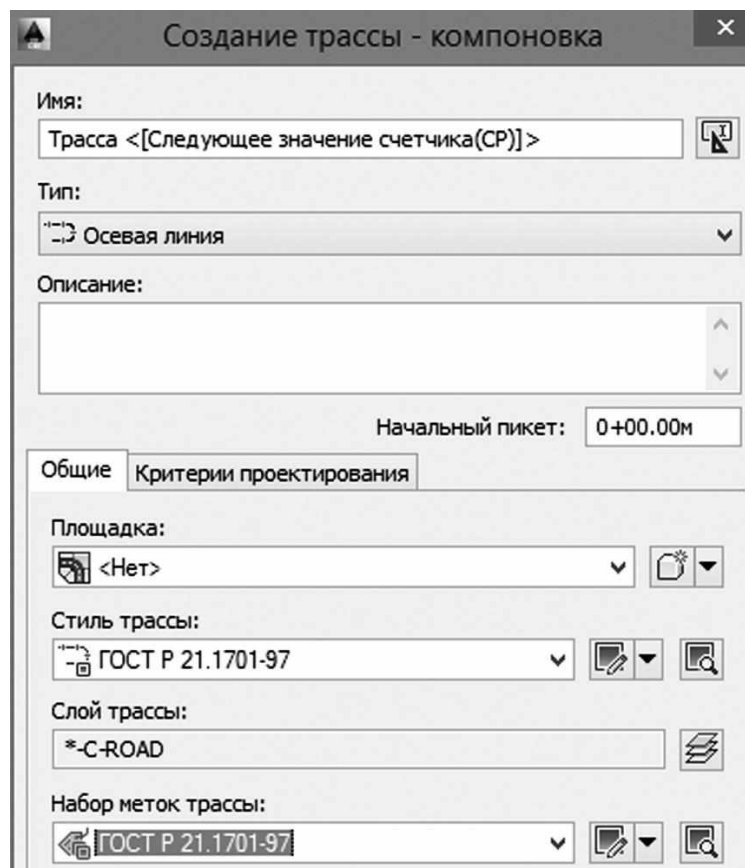 Создание трассы - компоновка
Имя:
Трасса <[Следующее значение счетчика(CP)]>
Тип:
Осевая линия
Описание:
Начальный пикет: 0+00.00м
Общие Критерии проектирования
Площадка:
<Нет>
Стиль трассы:
ГОСТ Р 21.1701-97
Слой трассы:
*-C-ROAD
Набор меток трассы:
ГОСТ Р 21.1701-97